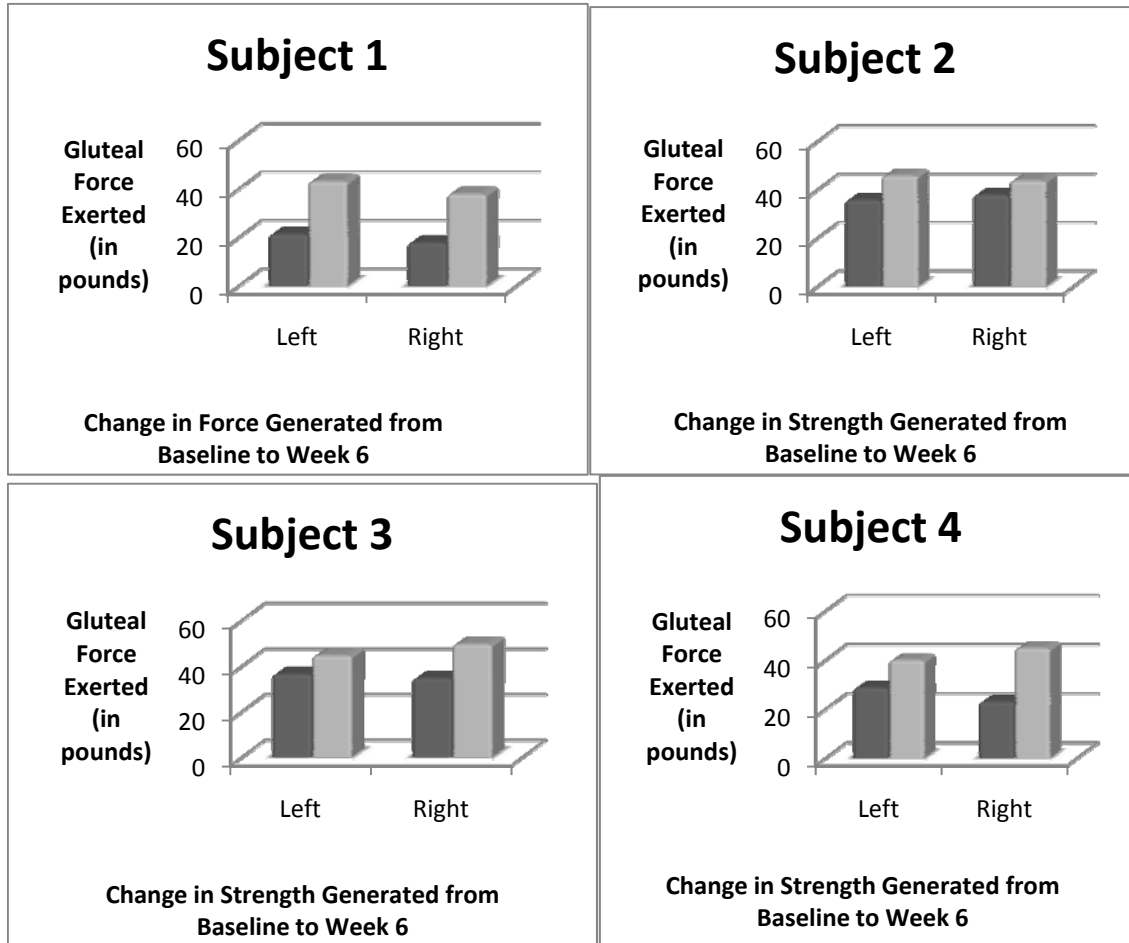 Subject 1
Gluteal
Force
Exerted
(in
pounds)
60
40
20
0
Left Right
Change in Force Generated from
Baseline to Week 6
Subject 2
Gluteal
Force
Exerted
(in
pounds)
60
40
20
0
Left Right
Change in Strength Generated from
Baseline to Week 6
Subject 3
Gluteal
Force
Exerted
(in
pounds)
60
40
20
0
Left Right
Change in Strength Generated from
Baseline to Week 6
Subject 4
Gluteal
Force
Exerted
(in
pounds)
60
40
20
0
Left Right
Change in Strength Generated from
Baseline to Week 6